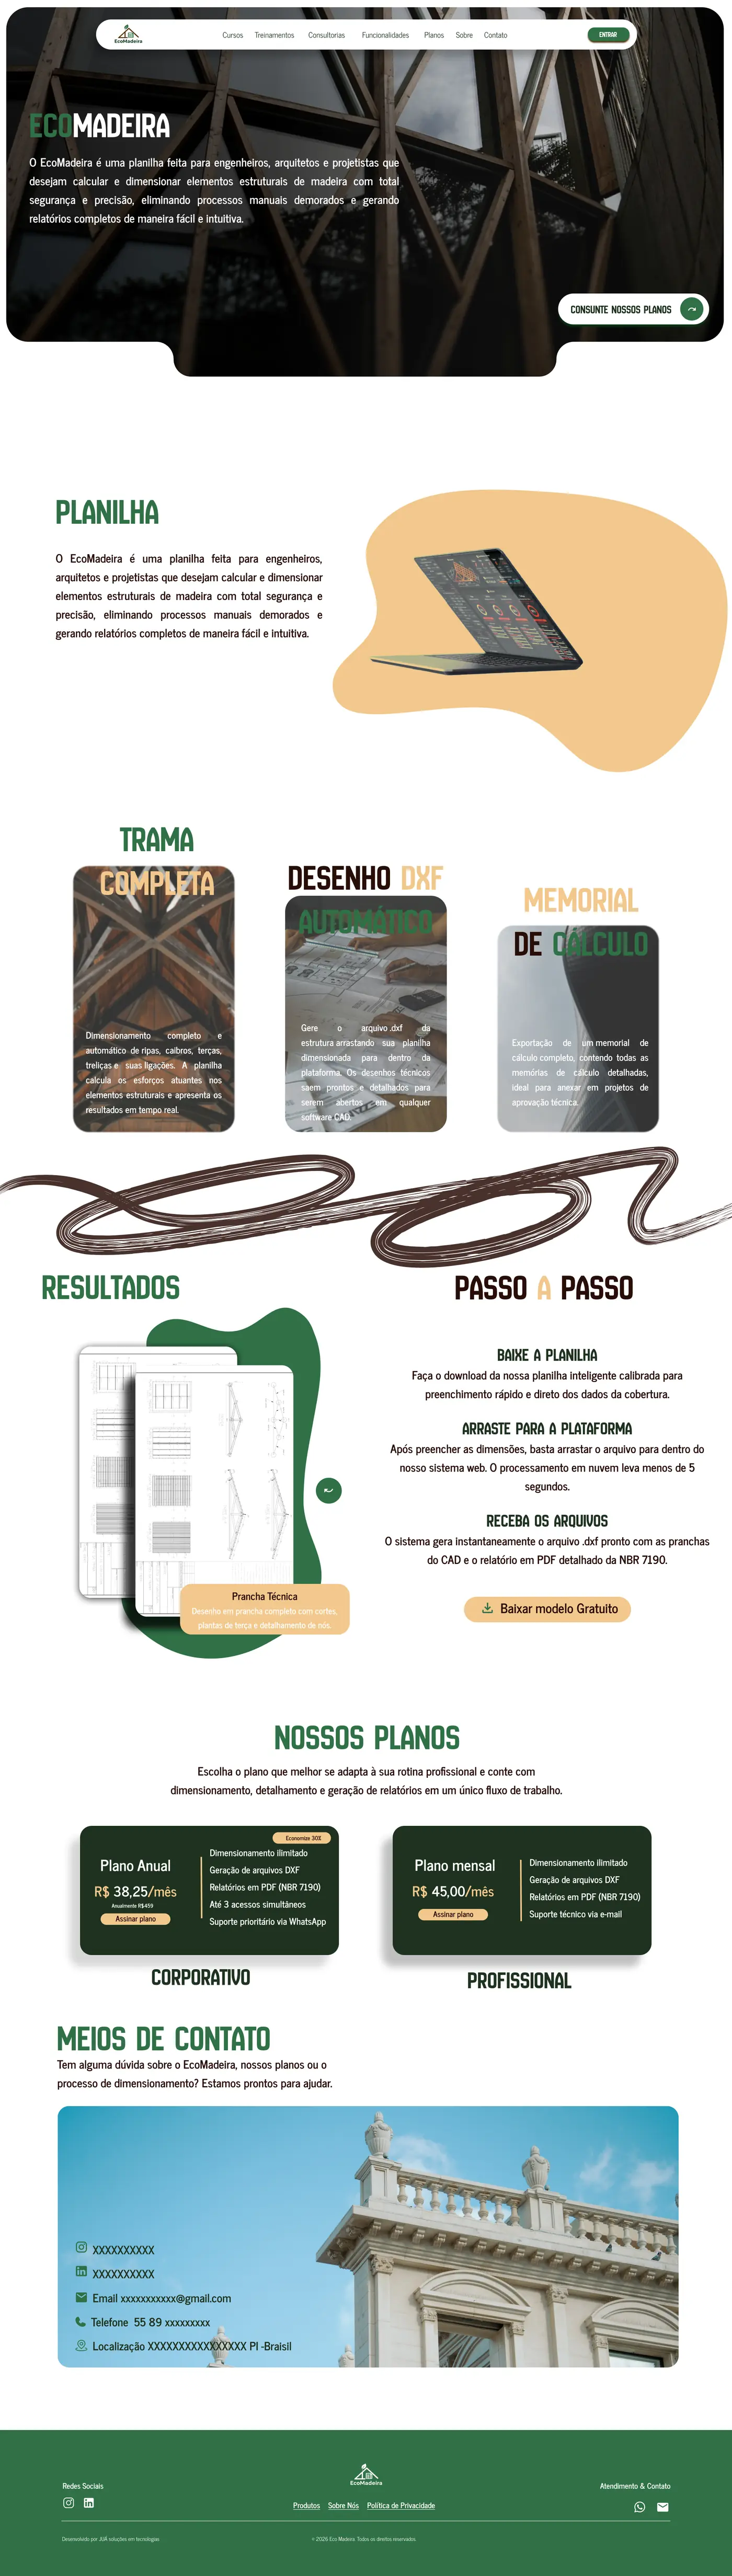 EcoMadeira
Cursos Treinamentos Consultorias Funcionalidades Planos Sobre Contato
ENTRAR
ECOMADEIRA
O EcoMadeira é uma planilha feita para engenheiros, arquitetos e projetistas que
desejam calcular e dimensionar elementos estruturais de madeira com total
segurança e precisão, eliminando processos manuais demorados e gerando
relatórios completos de maneira fácil e intuitiva.
CONSUNTE NOSSOS PLANOS
PLANILHA
O EcoMadeira é uma planilha feita para engenheiros,
arquitetos e projetistas que desejam calcular e dimensionar
elementos estruturais de madeira com total segurança e
precisão, eliminando processos manuais demorados e
gerando relatórios completos de maneira fácil e intuitiva.
TRAMA
COMPLETA
Dimensionamento completo e
automático de ripas, caibros, terças,
treliças e suas ligações. A planilha
calcula os esforços atuantes nos
elementos estruturais e apresenta os
resultados em tempo real.
DESENHO DXF
AUTOMÁTICO
Gere o arquivo .dxf da
estrutura arrastando sua planilha
dimensionada para dentro da
plataforma. Os desenhos técnicos
saem prontos e detalhados para
serem abertos em qualquer
software CAD.
MEMORIAL
DE CÁLCULO
Exportação de um memorial de
cálculo completo, contendo todas as
memórias de cálculo detalhadas,
ideal para anexar em projetos de
aprovação técnica.
RESULTADOS
Prancha Técnica
Desenho em prancha completo com cortes,
plantas de terça e detalhamento de nós.
PASSO A PASSO
BAIXE A PLANILHA
Faça o download da nossa planilha inteligente calibrada para
preenchimento rápido e direto dos dados da cobertura.
ARRASTE PARA A PLATAFORMA
Após preencher as dimensões, basta arrastar o arquivo para dentro do
nosso sistema web. O processamento em nuvem leva menos de 5
segundos.
RECEBA OS ARQUIVOS
O sistema gera instantaneamente o arquivo .dxf pronto com as pranchas
do CAD e o relatório em PDF detalhado da NBR 7190.
Baixar modelo Gratuito
NOSSOS PLANOS
Escolha o plano que melhor se adapta à sua rotina profissional e conte com
dimensionamento, detalhamento e geração de relatórios em um único fluxo de trabalho.
Economize 30X
Plano Anual
R$ 38,25/mês
Anualmente R$459
Assinar plano
Dimensionamento ilimitado
Geração de arquivos DXF
Relatórios em PDF (NBR 7190)
Até 3 acessos simultâneos
Suporte prioritário via WhatsApp
CORPORATIVO
Plano mensal
R$ 45,00/mês
Assinar plano
Dimensionamento ilimitado
Geração de arquivos DXF
Relatórios em PDF (NBR 7190)
Suporte técnico via e-mail
PROFISSIONAL
MEIOS DE CONTATO
Tem alguma dúvida sobre o EcoMadeira, nossos planos ou o
processo de dimensionamento? Estamos prontos para ajudar.
XXXXXXXXXX
XXXXXXXXXX
Email xxxxxxxxxxx@gmail.com
Telefone 55 89 xxxxxxxxx
Localização XXXXXXXXXXXXXXXX PI -Braisil
Redes Sociais
EcoMadeira
Produtos Sobre Nós Política de Privacidade
Atendimento & Contato
Desenvolvido por JUÁ soluções em tecnologias
© 2026 Eco Madeira. Todos os direitos reservados